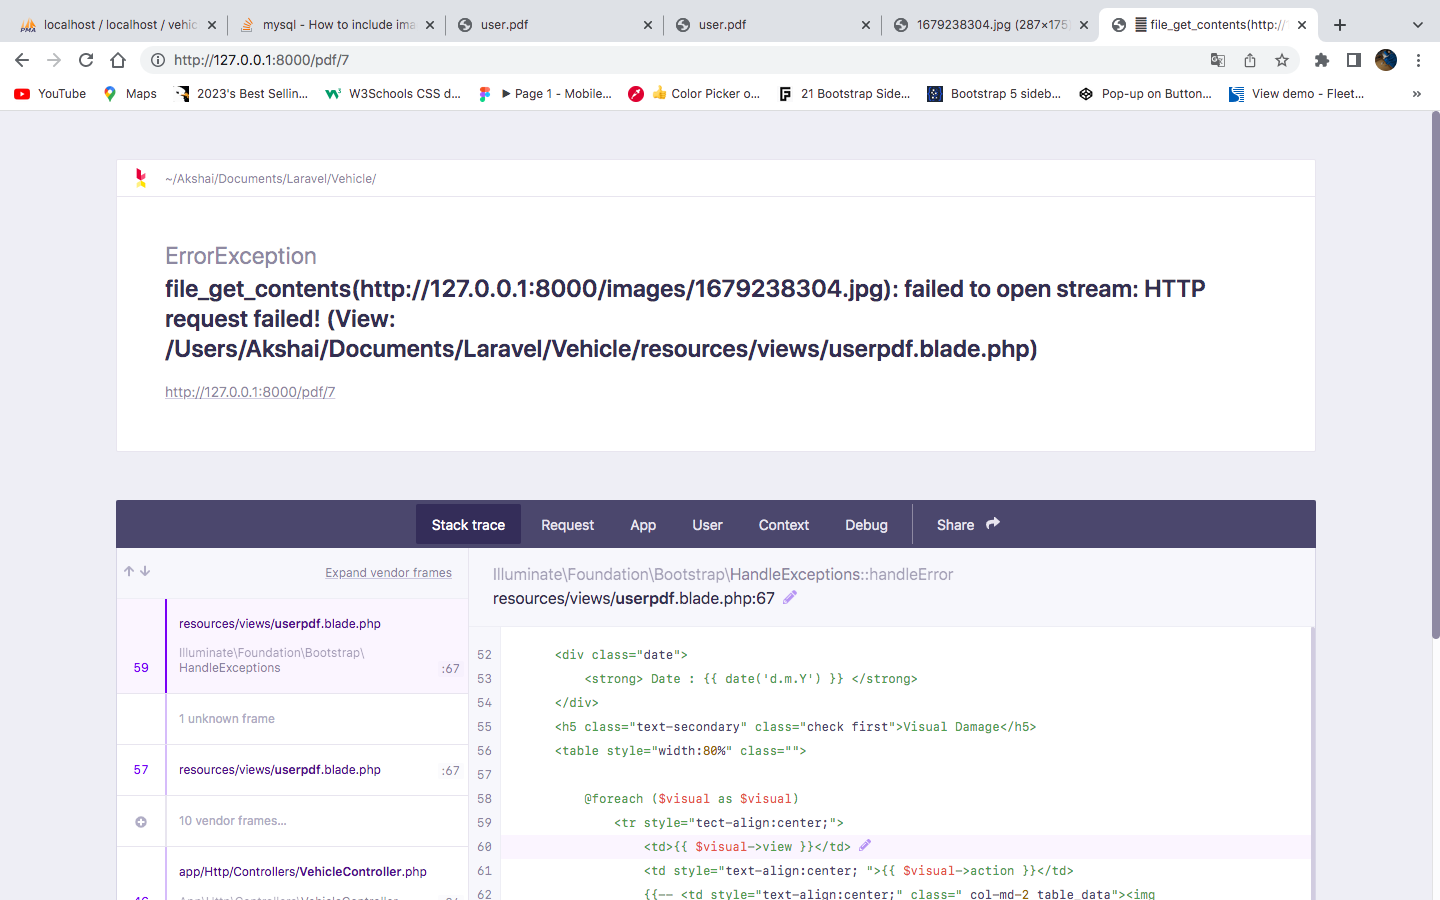 localhost / localhost / vehic
mysql - How to include ima
user.pdf
user.pdf
1679238304.jpg (287×175)
file_get_contents(http://
http://127.0.0.1:8000/pdf/7
YouTube
Maps
2023's Best Sellin...
W3Schools CSS d...
Page 1 - Mobile...
Color Picker o...
21 Bootstrap Side...
Bootstrap 5 sideb...
Pop-up on Button...
View demo - Fleet...
»
~/Akshai/Documents/Laravel/Vehicle/
ErrorException
file_get_contents(http://127.0.0.1:8000/images/1679238304.jpg): failed to open stream: HTTP
request failed! (View:
/Users/Akshai/Documents/Laravel/Vehicle/resources/views/userpdf.blade.php)
http://127.0.0.1:8000/pdf/7
Stack trace
Request
App
User
Context
Debug
Share
Expand vendor frames
resources/views/userpdf.blade.php
Illuminate\Foundation\Bootstrap\
59 HandleExceptions :67
1 unknown frame
57 resources/views/userpdf.blade.php :67
10 vendor frames...
app/Http/Controllers/VehicleController.php
Illuminate\Foundation\Bootstrap\HandleExceptions::handleError
resources/views/userpdf.blade.php:67
52 <div class="date">
53 <strong> Date : {{ date('d.m.Y') }} </strong>
54 </div>
55 <h5 class="text-secondary" class="check first">Visual Damage</h5>
56 <table style="width:80%" class="">
57
58 @foreach ($visual as $visual)
59 <tr style="tect-align:center;">
60 <td>{{ $visual->view }}</td>
61 <td style="text-align:center; ">{{ $visual->action }}</td>
62 {{-- <td style="text-align:center;" class=" col-md-2 table_data"><img